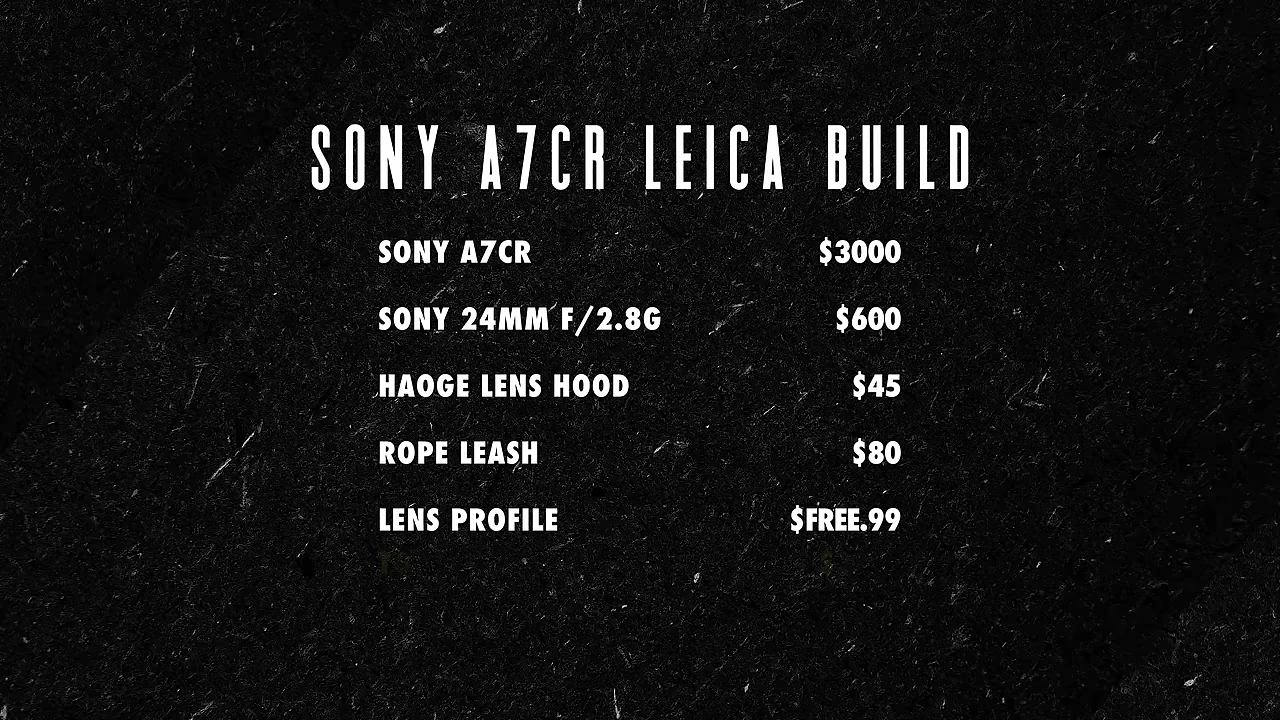 SONY A7CR LEICA BUILD
SONY A7CR $3000
SONY 24MM F/2.8G $600
HAOGE LENS HOOD $45
ROPE LEASH $80
LENS PROFILE $FREE.99